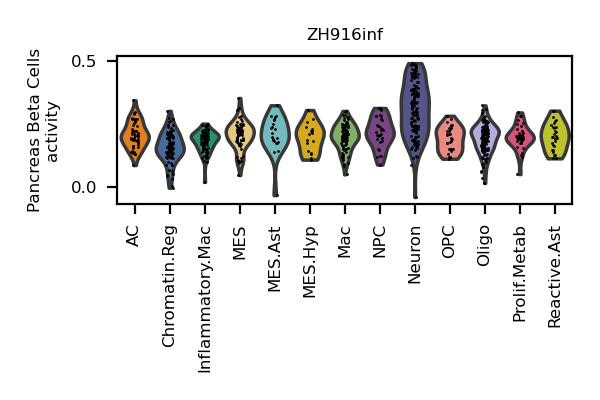 ZH916inf
Pancreas Beta Cells
activity
0.5
0.0
AC
Chromatin.Reg
Inflammatory.Mac
MES
MES.Ast
MES.Hyp
Mac
NPC
Neuron
OPC
Oligo
Prolif.Metab
Reactive.Ast